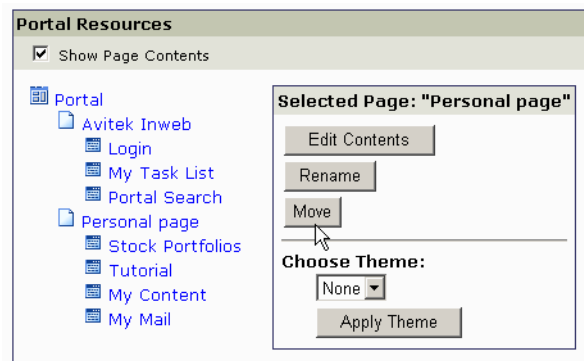 Portal Resources
Show Page Contents
Portal
Avitek Inweb
Login
My Task List
Portal Search
Personal page
Stock Portfolios
Tutorial
My Content
My Mail
Selected Page: "Personal page"
Edit Contents
Rename
Move
Choose Theme:
None
Apply Theme